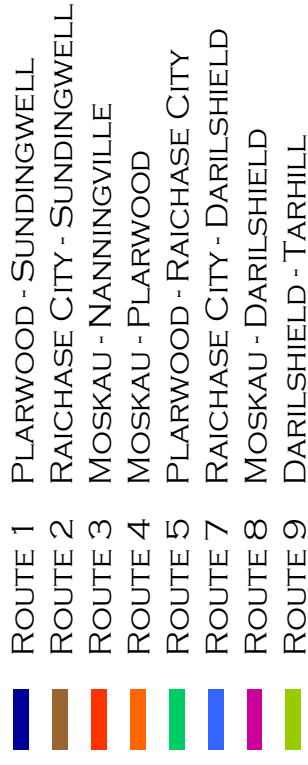 Route 1 Plarwood - Sundingwell
Route 2 Raichase City - Sundingwell
Route 3 Moskau - Nanningville
Route 4 Moskau - Plarwood
Route 5 Plarwood - Raichase City
Route 7 Raichase City - Darilshield
Route 8 Moskau - Darilshield
Route 9 Darilshield - Tarhill